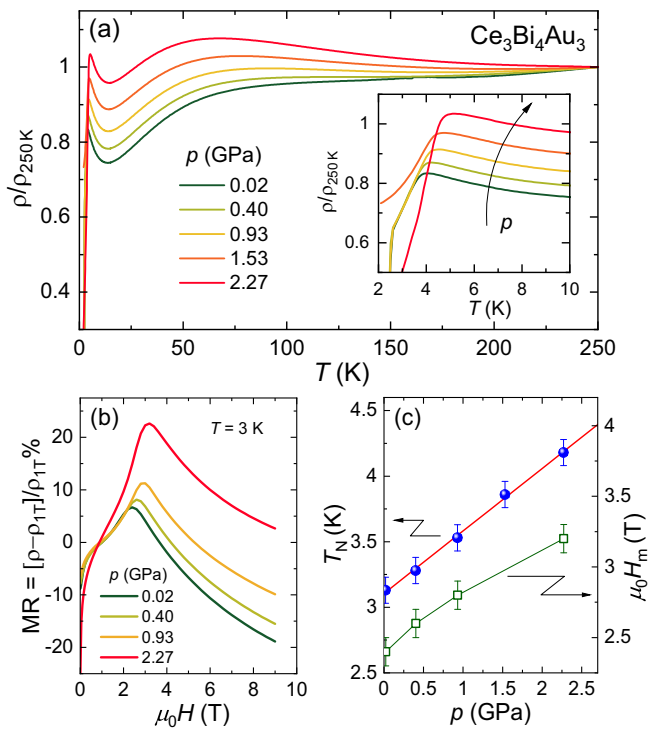 (a)
Ce₃Bi₄Au₃
ρ/ρ250 K
1
0.8
0.6
0.4
p (GPa)
0.02
0.40
0.93
1.53
2.27
0 50 100 150 200 250
T (K)
ρ/ρ250 K
1
0.8
0.6
p
2 4 6 8 10
T (K)
(b)
T = 3 K
MR = [ρ−ρ1T]/ρ1T%
20
10
0
-10
-20
p (GPa)
0.02
0.40
0.93
2.27
0 2 4 6 8 10
μ0H (T)
(c)
TN (K)
4.5
4
3.5
3
2.5
μ0Hm (T)
4
3.5
3
2.5
0 0.5 1 1.5 2 2.5
p (GPa)